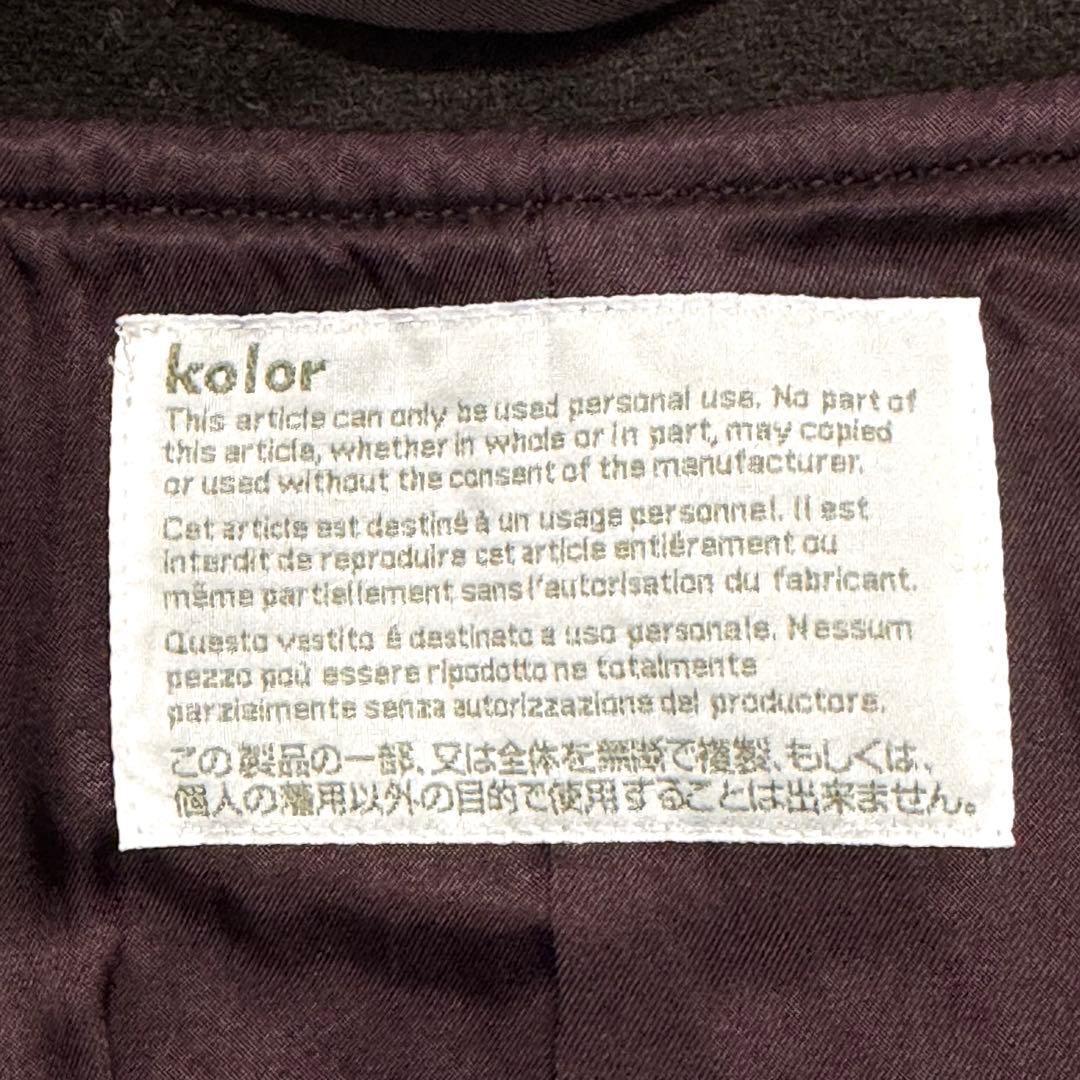 kolor
This article can only be used personal use. No part of
this article, whether in whole or in part, may copied
or used without the consent of the manufacturer.
Cet article est destiné à un usage personnel. Il est
interdit de reproduire cet article entiérement ou
même partiellement sans l'autorisation du fabricant.
Questo vestito é destinato a uso personale. Nessum
pezzo poú essere ripodotto ne totalmente
parzialmente senza autorizzazione del productore.
この製品の一部、又は全体を無断で複製、もしくは、
個人の着用以外の目的で使用することは出来ません。